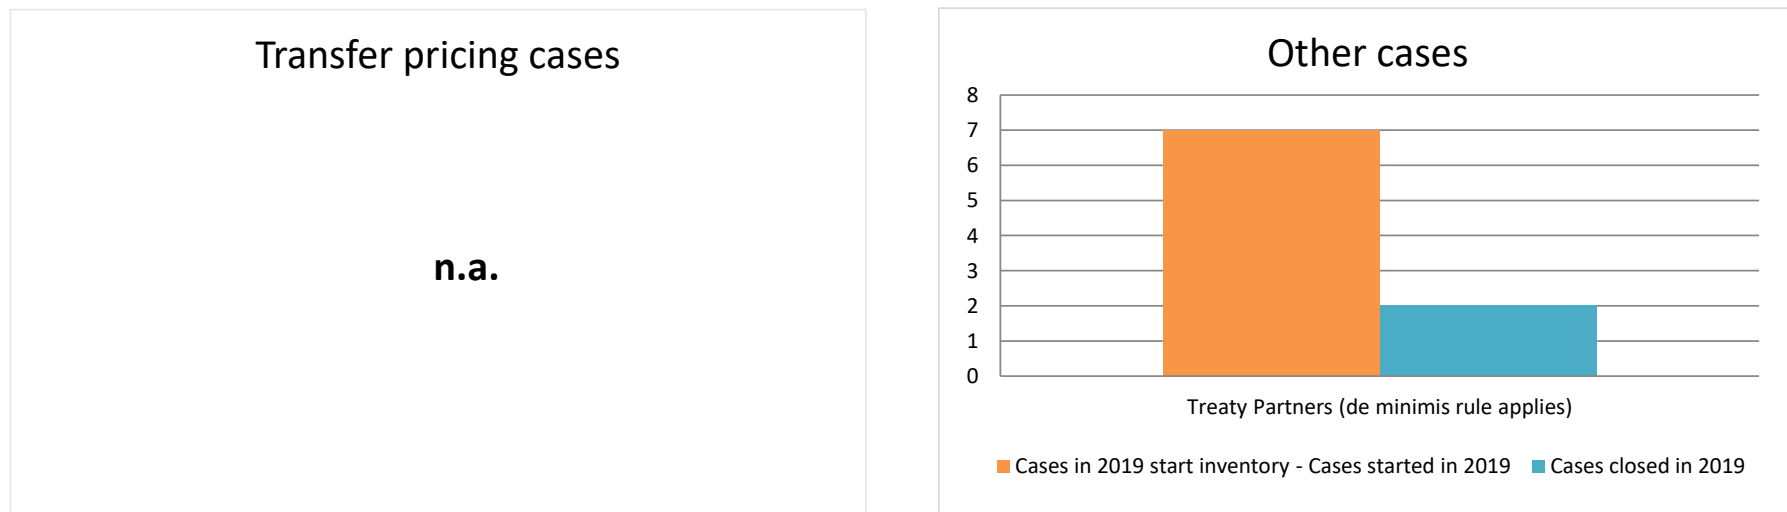 Transfer pricing cases
n.a.
Other cases
8
7
6
5
4
3
2
1
0
Treaty Partners (de minimis rule applies)
Cases in 2019 start inventory - Cases started in 2019
Cases closed in 2019